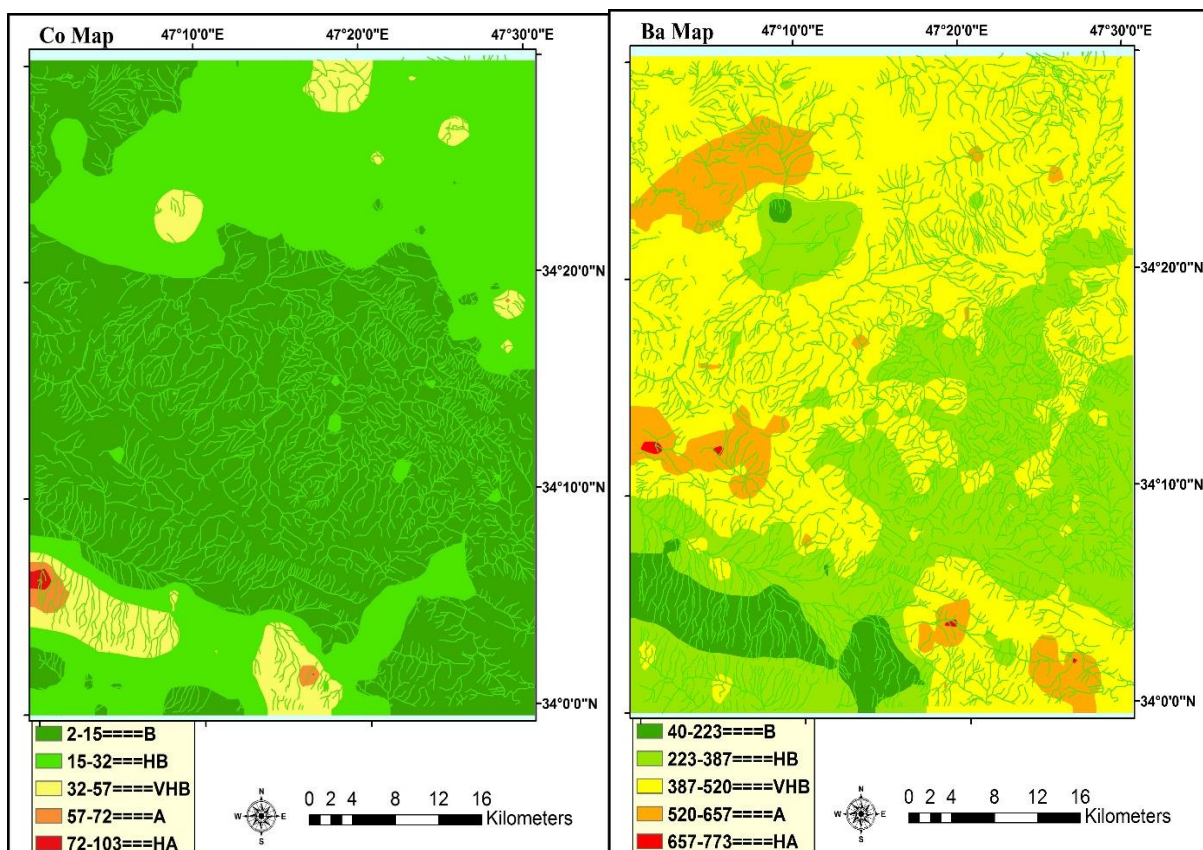 Co Map
47°10'0"E
47°20'0"E
47°30'0"E
34°20'0"N
34°10'0"N
34°0'0"N
2-15====B
15-32===HB
32-57====VHB
57-72====A
72-103===HA
N
W
E
S
0 2 4 8 12 16
Kilometers
Ba Map
47°10'0"E
47°20'0"E
47°30'0"E
34°20'0"N
34°10'0"N
34°0'0"N
40-223====B
223-387====HB
387-520====VHB
520-657====A
657-773====HA
N
W
E
S
0 2 4 8 12 16
Kilometers